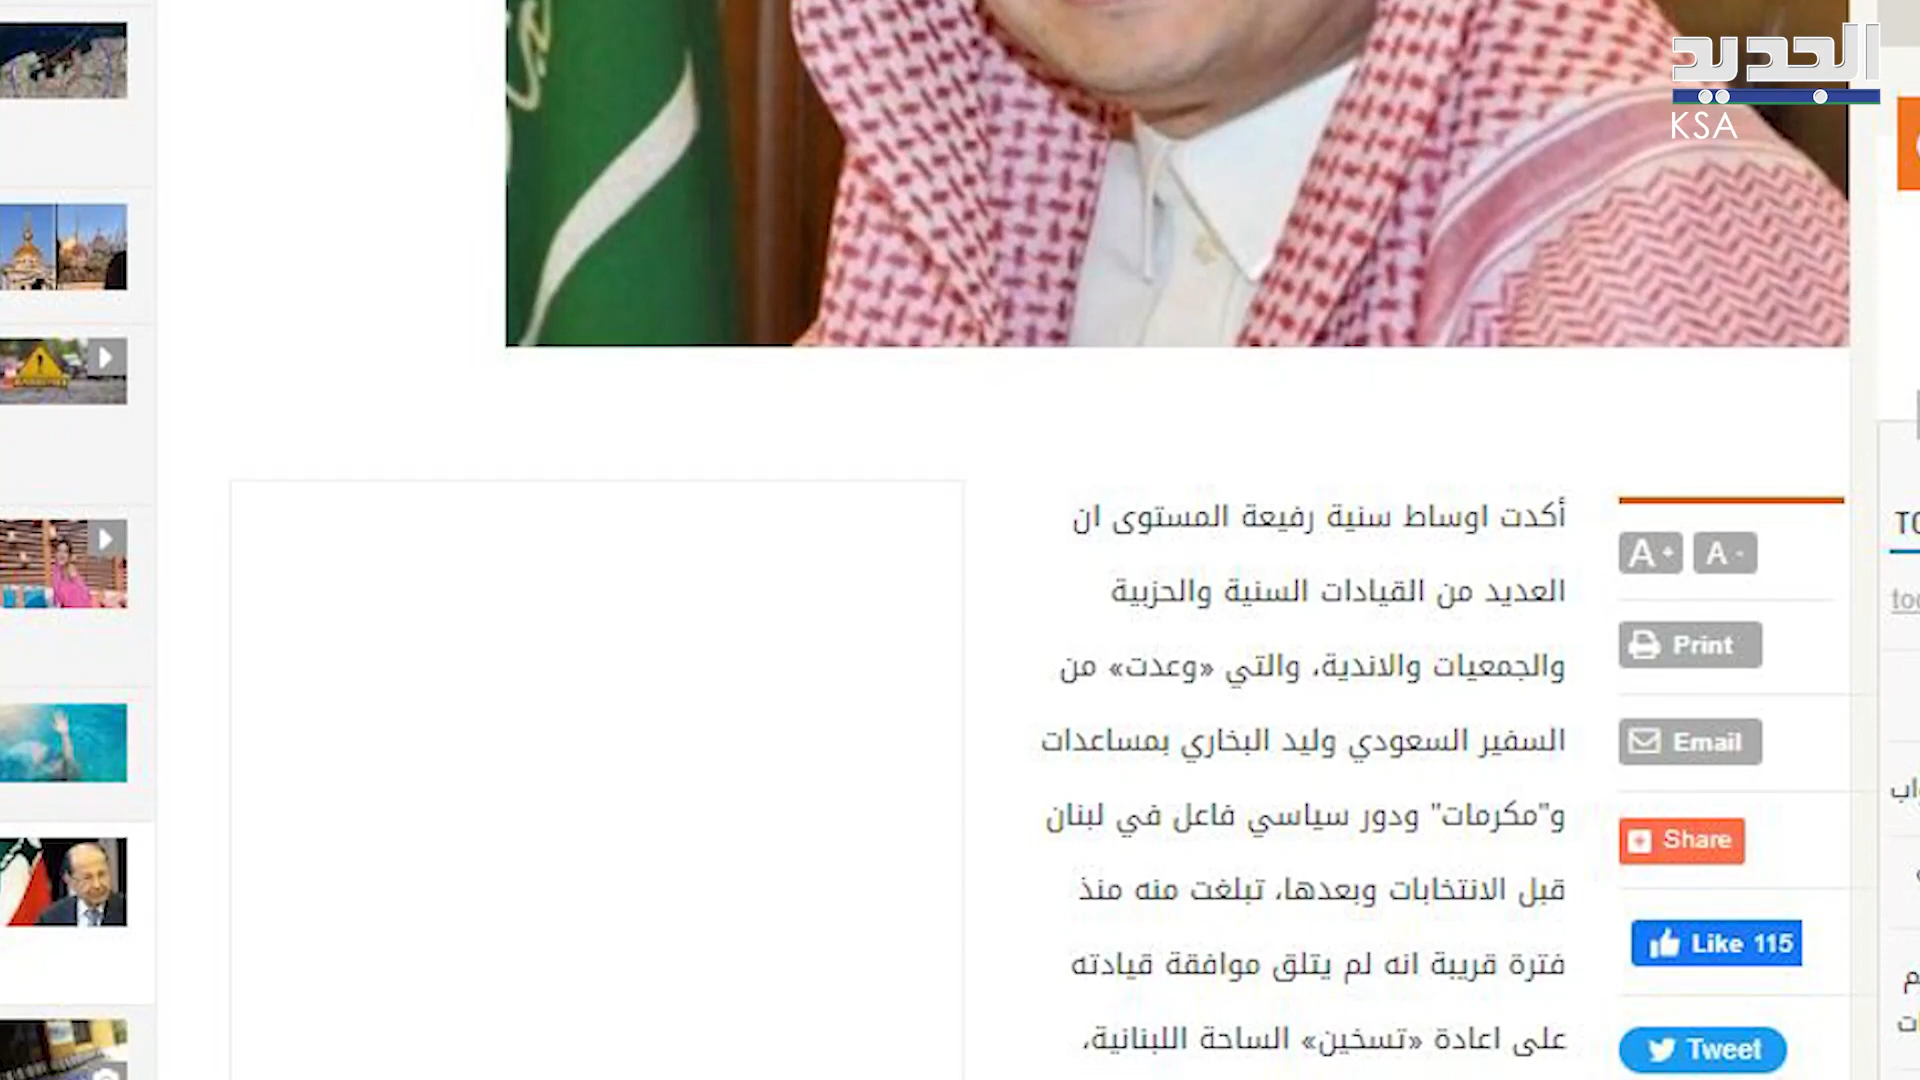 الجديد
KSA
أكدت اوساط سنية رفيعة المستوى ان
العديد من القيادات السنية والحزبية
والجمعيات والاندية، والتي «وعدت» من
السفير السعودي وليد البخاري بمساعدات
و"مكرمات" ودور سياسي فاعل في لبنان
قبل الانتخابات وبعدها، تبلغت منه منذ
فترة قريبة انه لم يتلق موافقة قيادته
على اعادة «تسخين» الساحة اللبنانية،
A+ A-
Print
Email
Share
Like 115
Tweet